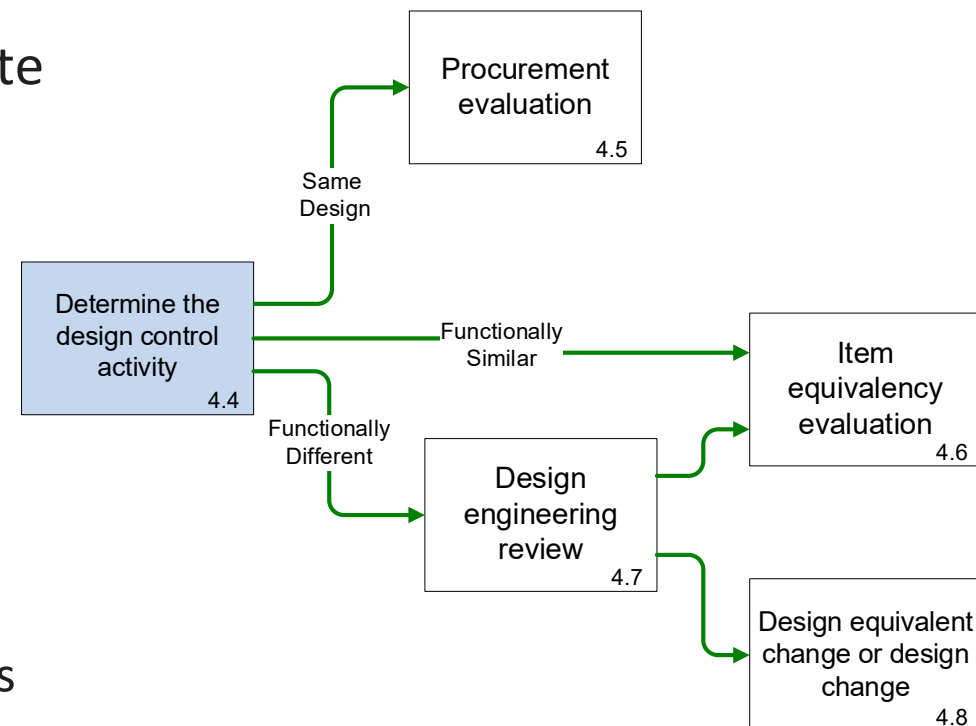 te
Procurement
evaluation
4.5
Same
Design
Determine the
design control
activity
4.4
Functionally
Similar
Item
equivalency
evaluation
4.6
Functionally
Different
Design
engineering
review
4.7
Design equivalent
change or design
change
4.8
s